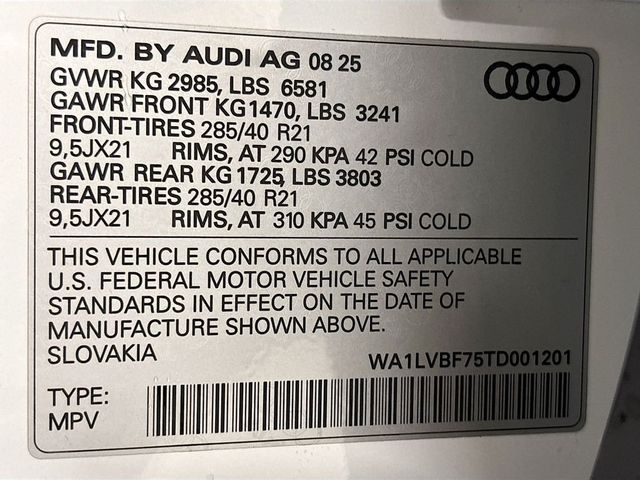 MFD. BY AUDI AG 08 25
GVWR KG 2985, LBS 6581
GAWR FRONT KG1470, LBS 3241
FRONT-TIRES 285/40 R21
9,5JX21 RIMS, AT 290 KPA 42 PSI COLD
GAWR REAR KG 1725, LBS 3803
REAR-TIRES 285/40 R21
9,5JX21 RIMS, AT 310 KPA 45 PSI COLD
THIS VEHICLE CONFORMS TO ALL APPLICABLE
U.S. FEDERAL MOTOR VEHICLE SAFETY
STANDARDS IN EFFECT ON THE DATE OF
MANUFACTURE SHOWN ABOVE.
SLOVAKIA WA1LVBF75TD001201
TYPE:
MPV